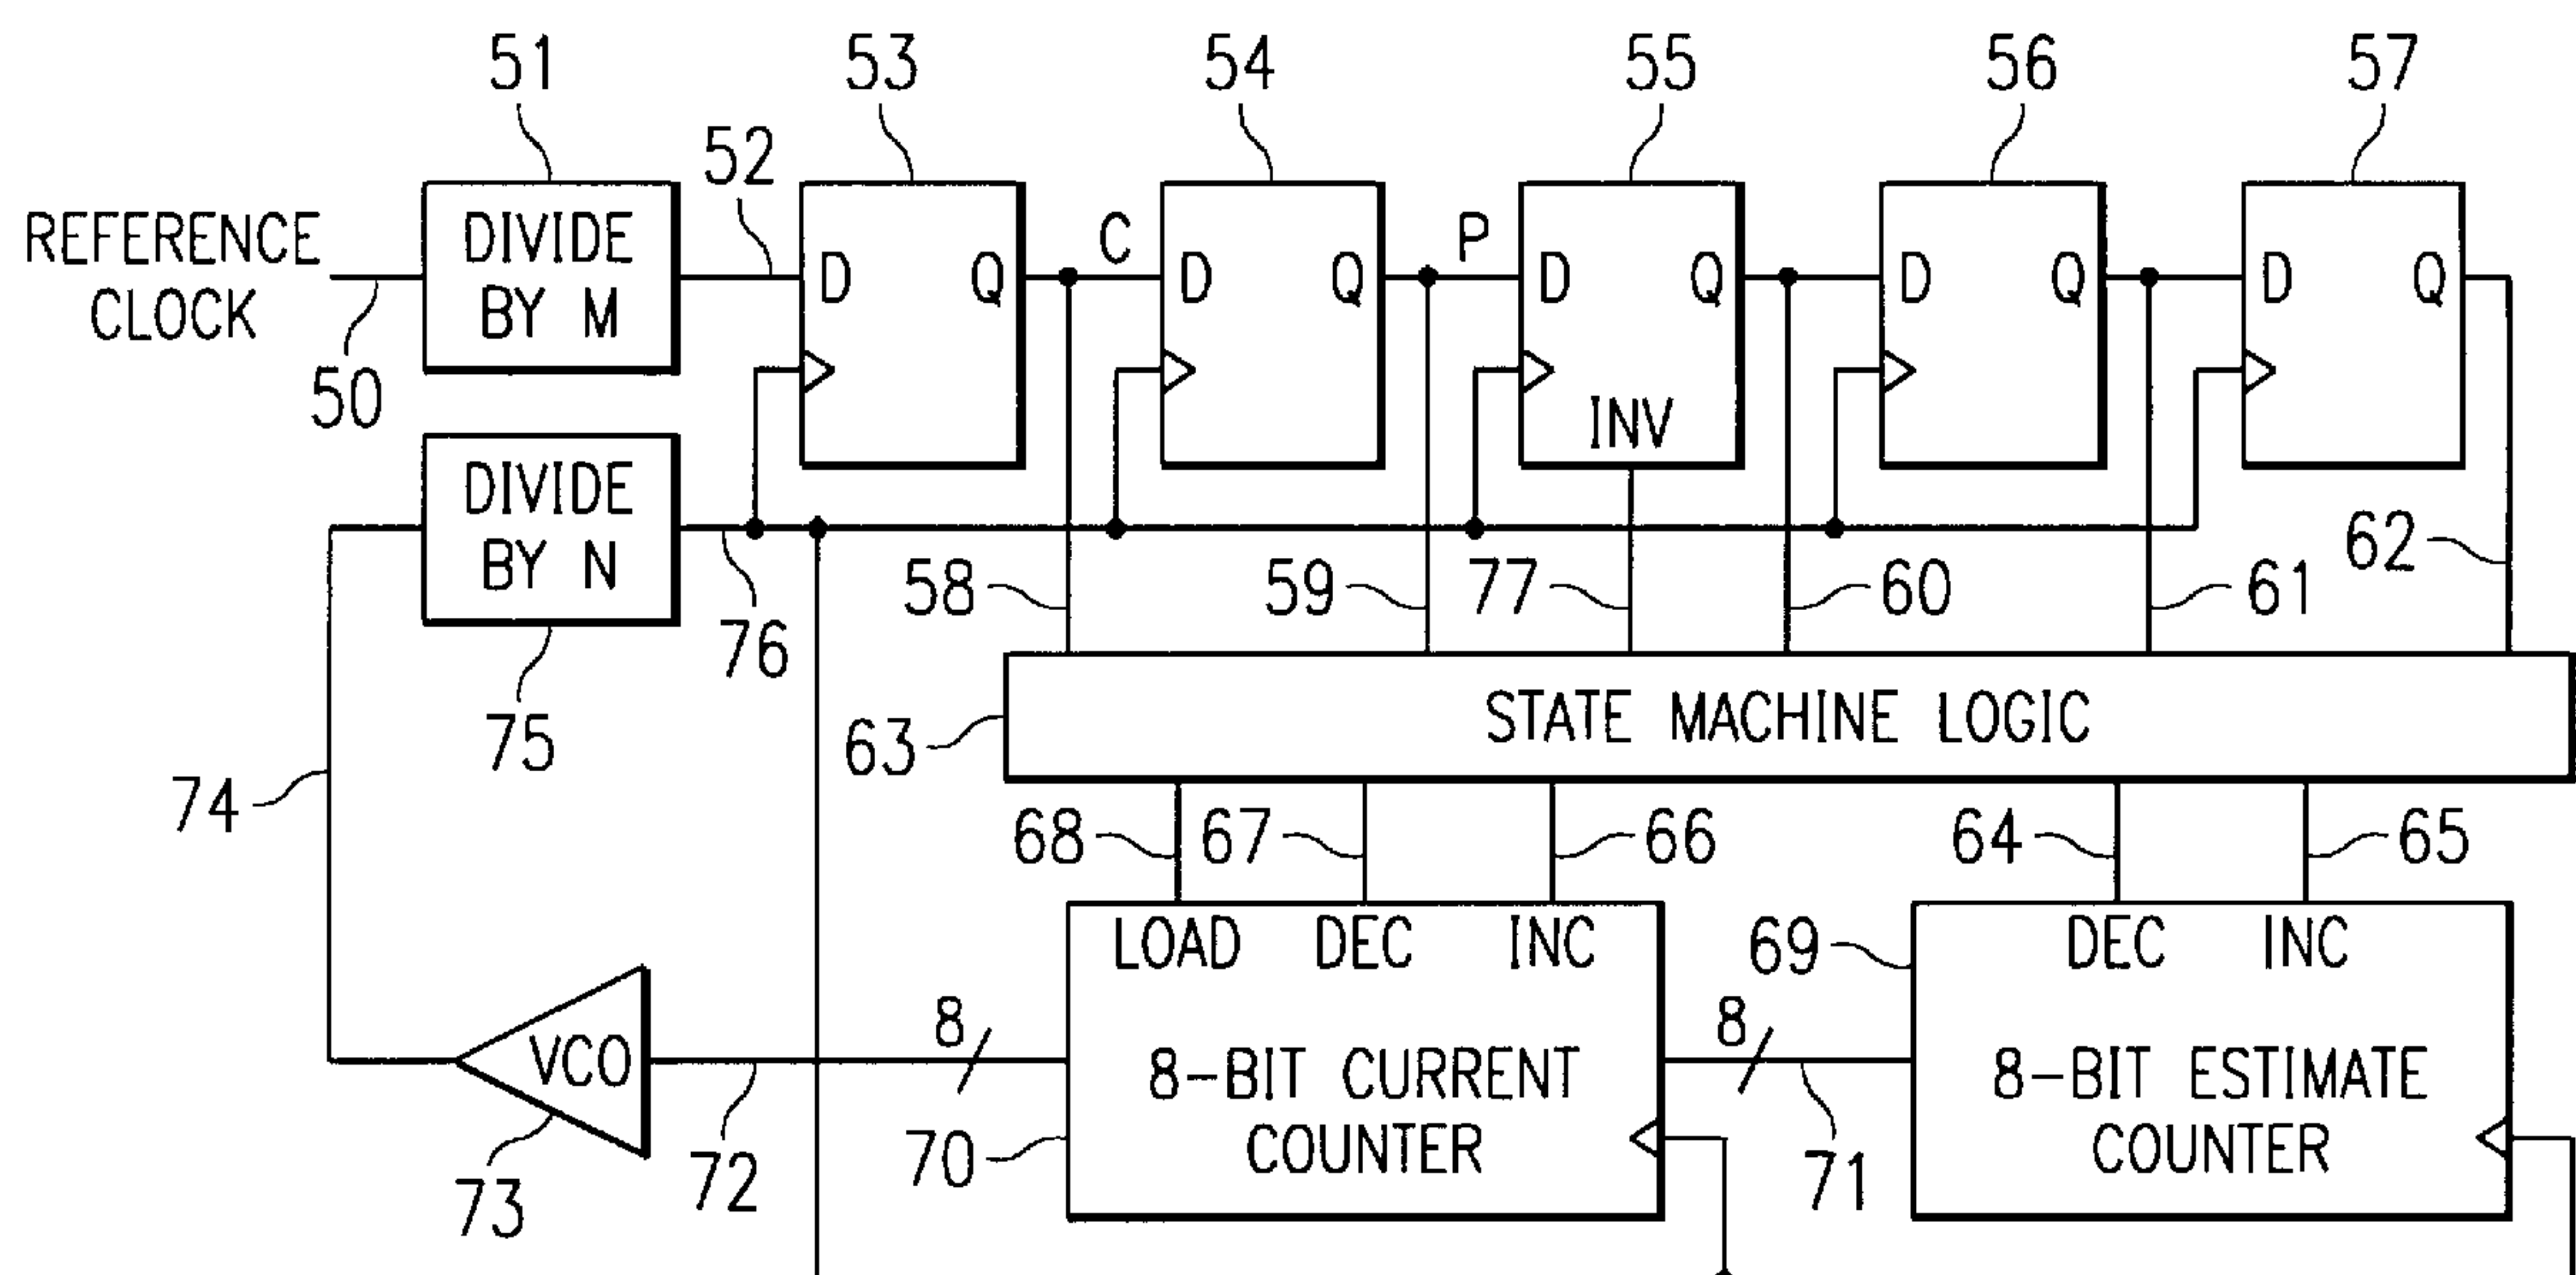 51
53
54
55
56
57
52
REFERENCE
CLOCK
50
DIVIDE
BY M
D
Q
C
D
Q
P
D
Q
INV
D
Q
D
Q
DIVIDE
BY N
75
76
74
58
59
77
60
61
62
63
STATE MACHINE LOGIC
68
67
66
64
65
LOAD
DEC
INC
8-BIT CURRENT
COUNTER
70
69
DEC
INC
8-BIT ESTIMATE
COUNTER
8
71
8
72
VCO
73